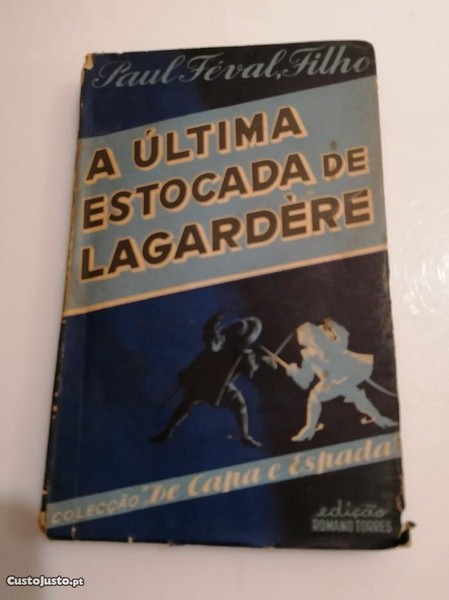 Paul Féval, Filho
A ÚLTIMA
ESTOCADA DE
LAGARDÈRE
COLECÇÃO "De Capa e Espada"
edição
ROMANO TORRES
CustoJusto.pt